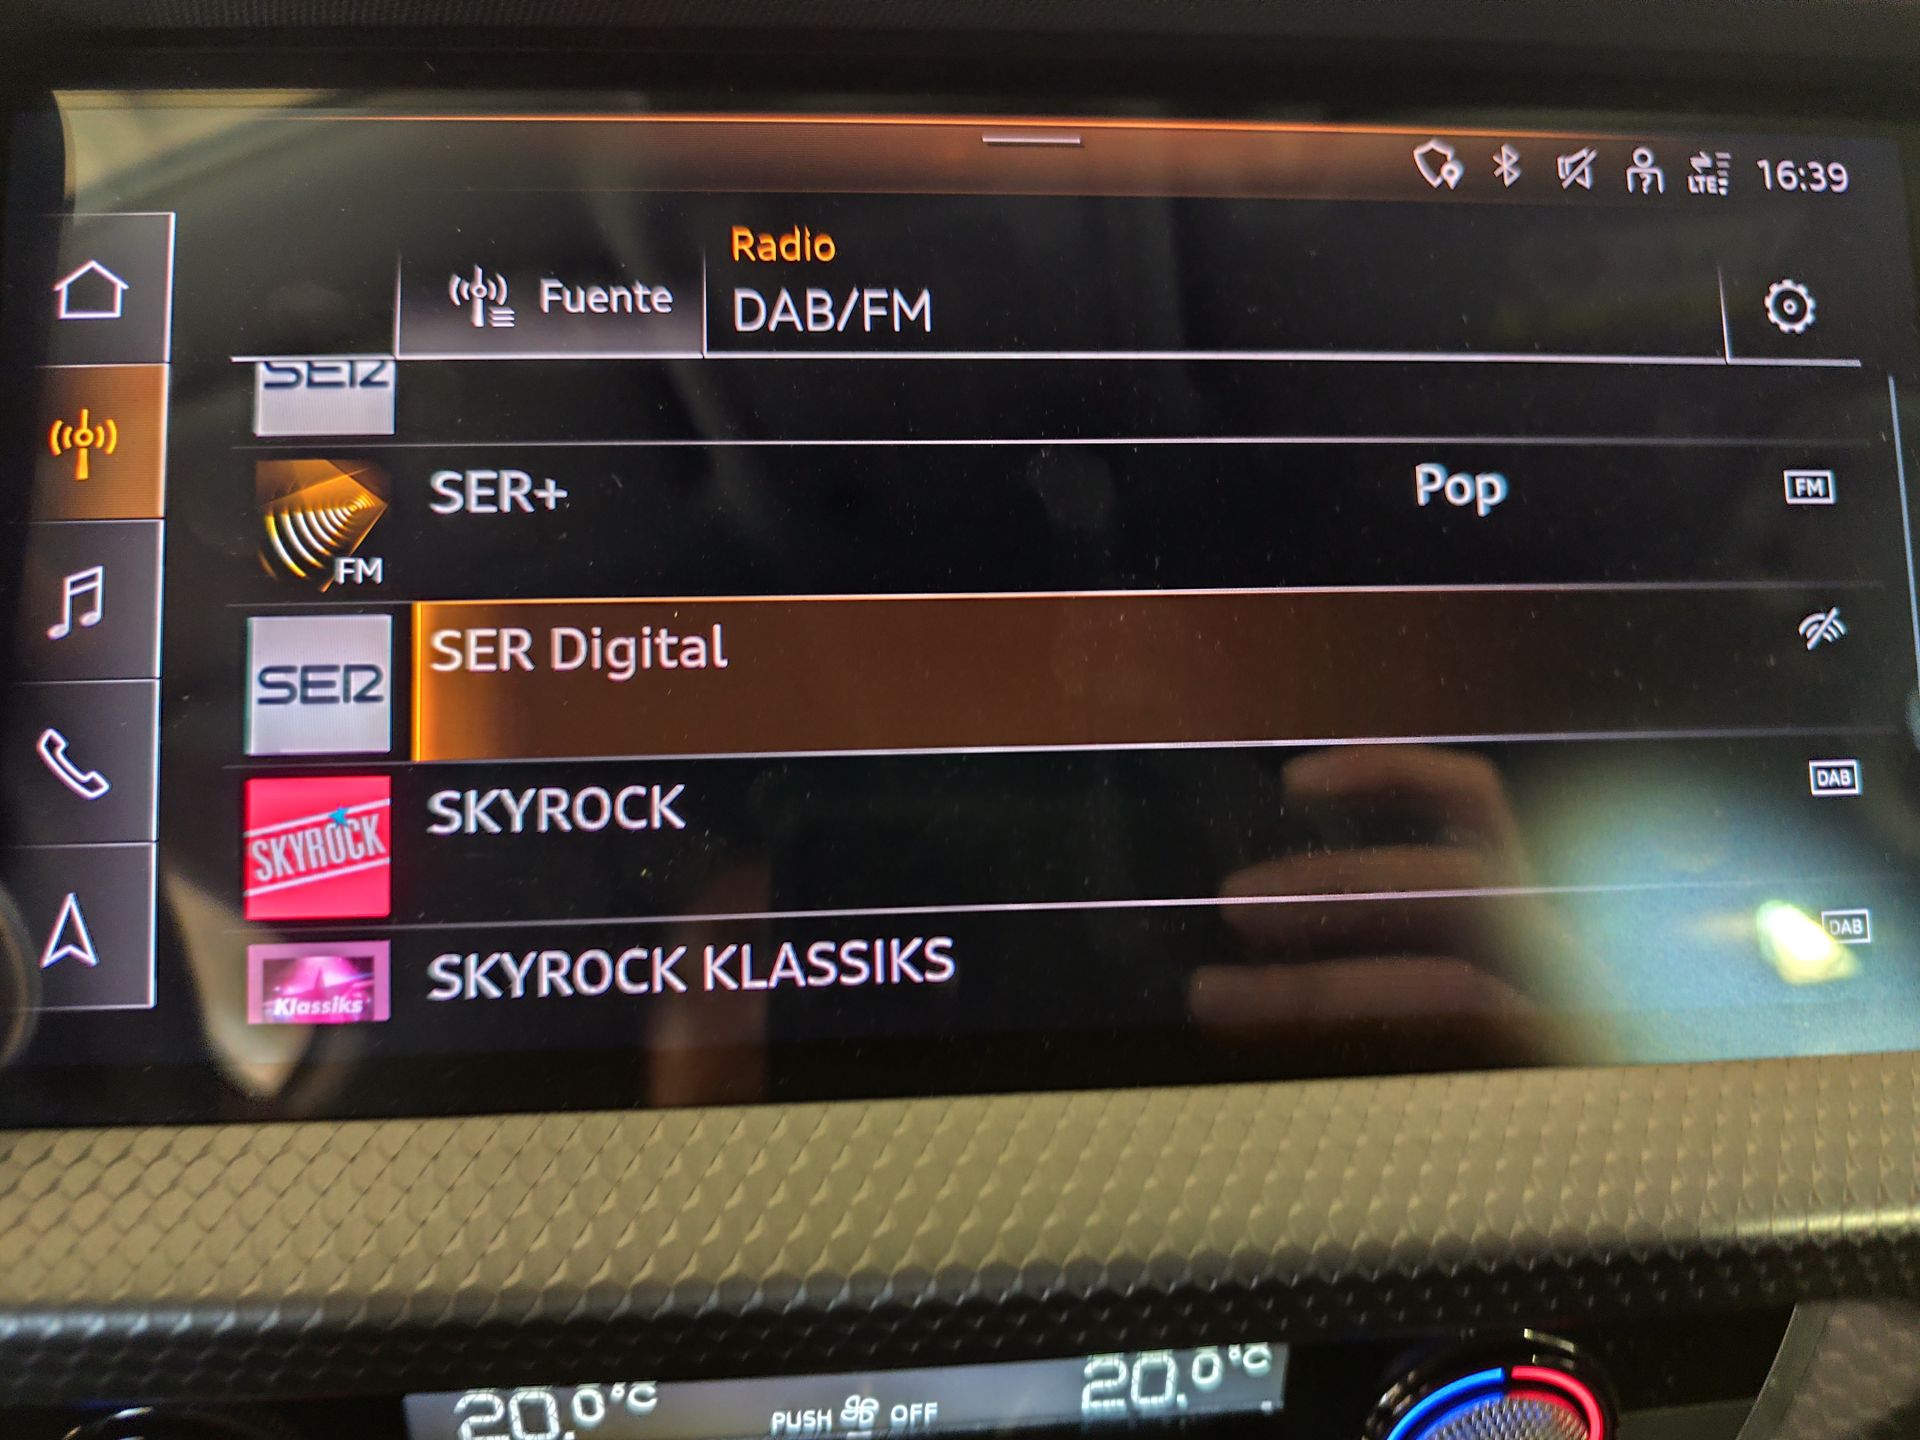 LTE
16:39
Radio
Fuente
DAB/FM
SER
SER+
Pop
FM
FM
SER Digital
SER
SKYROCK
DAB
SKYROCK
SKYROCK KLASSIKS
DAB
Klassiks
20.0°C
PUSH OFF
20.0°C